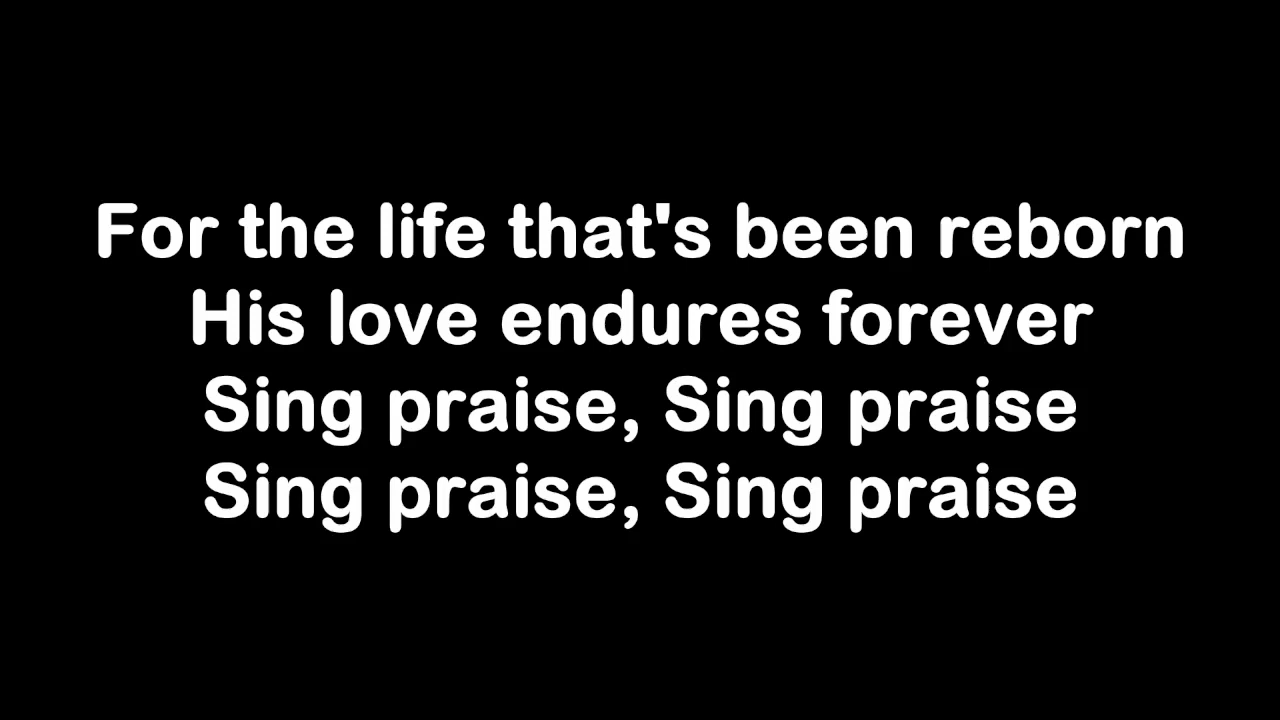 For the life that's been reborn
His love endures forever
Sing praise, Sing praise
Sing praise, Sing praise